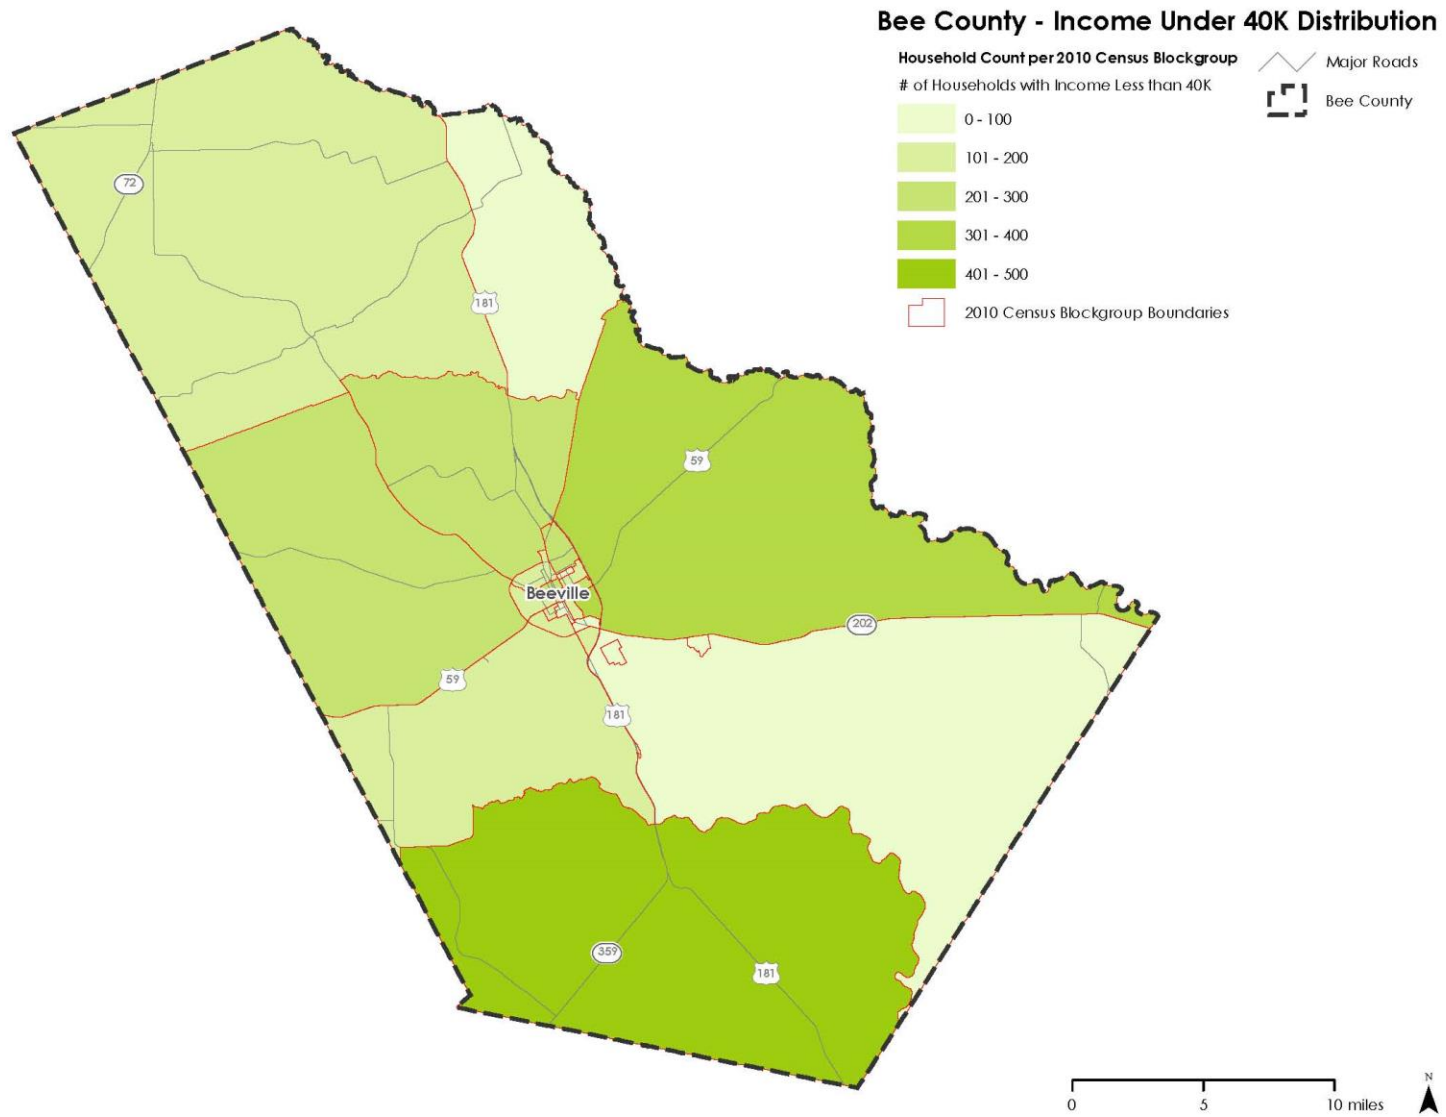 Bee County - Income Under 40K Distribution
Household Count per 2010 Census Blockgroup
# of Households with Income Less than 40K
0 - 100
101 - 200
201 - 300
301 - 400
401 - 500
2010 Census Blockgroup Boundaries
Major Roads
Bee County
72
181
59
Beeville
202
59
181
359
181
N
0 5 10 miles